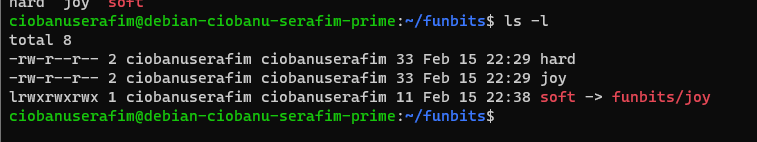 hard joy soft
ciobanuserafim@debian-ciobanu-serafim-prime:~/funbits$ ls -l
total 8
-rw-r--r-- 2 ciobanuserafim ciobanuserafim 33 Feb 15 22:29 hard
-rw-r--r-- 2 ciobanuserafim ciobanuserafim 33 Feb 15 22:29 joy
lrwxrwxrwx 1 ciobanuserafim ciobanuserafim 11 Feb 15 22:38 soft -> funbits/joy
ciobanuserafim@debian-ciobanu-serafim-prime:~/funbits$